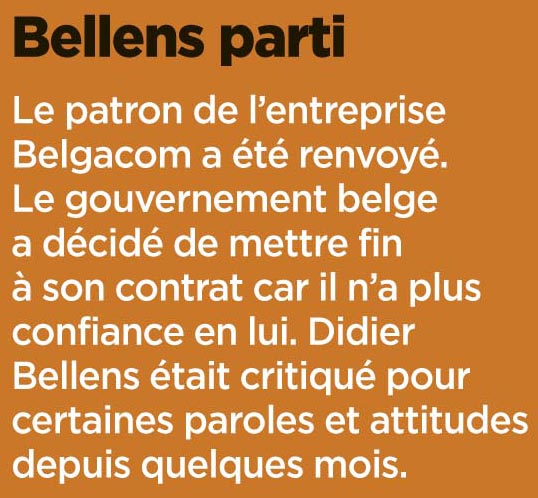 Bellens parti
Le patron de l'entreprise
Belgacom a été renvoyé.
Le gouvernement belge
a décidé de mettre fin
à son contrat car il n'a plus
confiance en lui. Didier
Bellens était critiqué pour
certaines paroles et attitudes
depuis quelques mois.